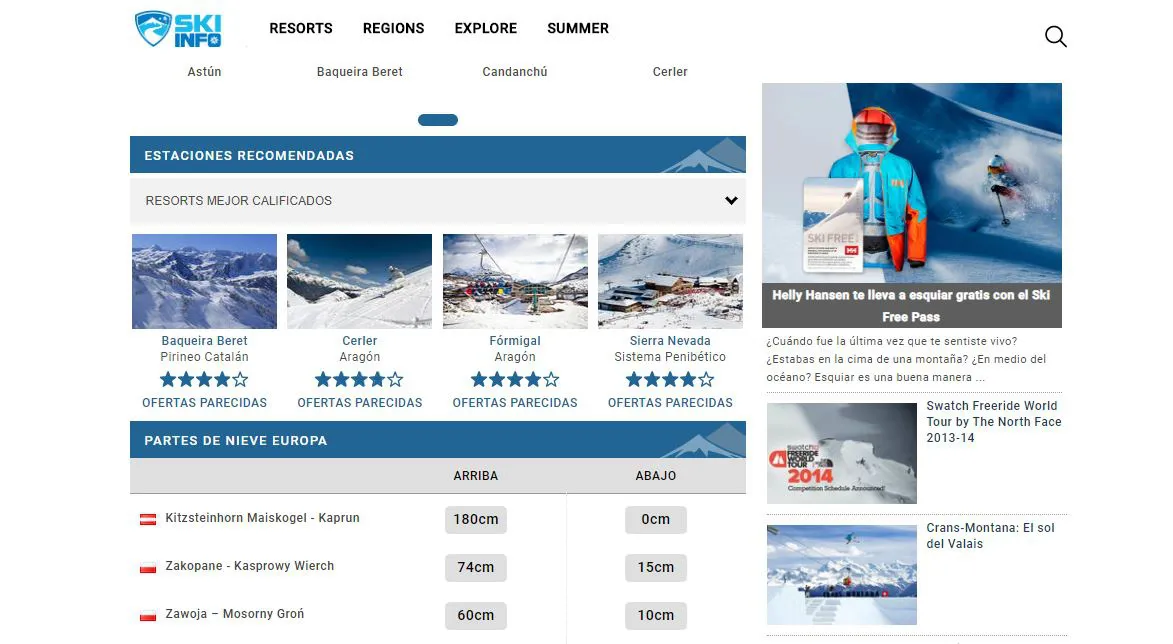 SKI
INFO
RESORTS REGIONS EXPLORE SUMMER
Astún Baqueira Beret Candanchú Cerler
ESTACIONES RECOMENDADAS
RESORTS MEJOR CALIFICADOS
Baqueira Beret
Pirineo Catalán
OFERTAS PARECIDAS
Cerler
Aragón
OFERTAS PARECIDAS
Fórmigal
Aragón
OFERTAS PARECIDAS
Sierra Nevada
Sistema Penibético
OFERTAS PARECIDAS
PARTES DE NIEVE EUROPA
ARRIBA ABAJO
Kitzsteinhorn Maiskogel - Kaprun 180cm 0cm
Zakopane - Kasprowy Wierch 74cm 15cm
Zawoja – Mosorny Groń 60cm 10cm
SKI FREE
HH
Helly Hansen te lleva a esquiar gratis con el Ski
Free Pass
¿Cuándo fue la última vez que te sentiste vivo?
¿Estabas en la cima de una montaña? ¿En medio del
océano? Esquiar es una buena manera ...
swatch
FREERIDE
WORLD
TOUR
2014
Competition Schedule Announced!
Swatch Freeride World
Tour by The North Face
2013-14
Crans-Montana: El sol
del Valais